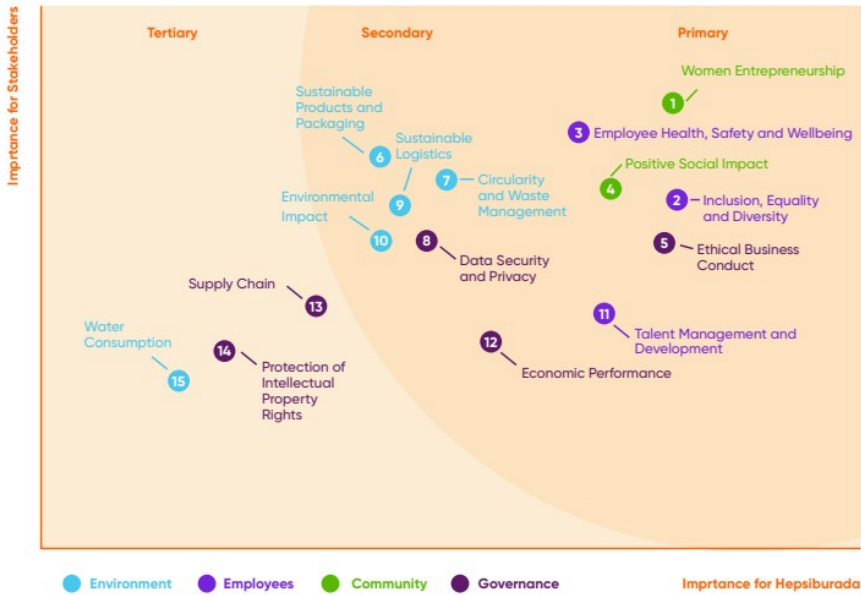 Imprtance for Stakeholders
Tertiary
Secondary
Primary
Women Entrepreneurship
1
Sustainable
Products and
Packaging
3
Employee Health, Safety and Wellbeing
6
Sustainable
Logistics
Positive Social Impact
4
7
Circularity
and Waste
Management
Environmental
Impact
9
2
Inclusion, Equality
and Diversity
10
8
Data Security
and Privacy
5
Ethical Business
Conduct
Supply Chain
13
11
Talent Management and
Development
Water
Consumption
15
14
Protection of
Intellectual
Property
Rights
12
Economic Performance
Environment
Employees
Community
Governance
Imprtance for Hepsiburada